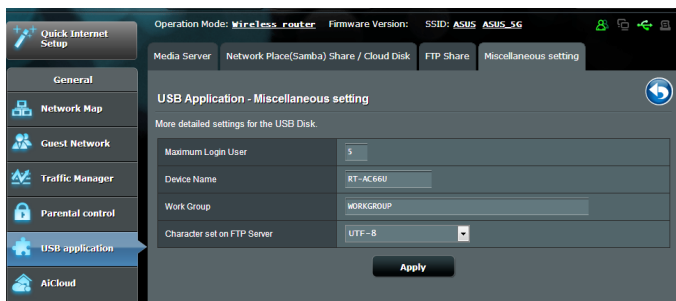 Quick Internet
Setup
Operation Mode: Wireless router Firmware Version: SSID: ASUS ASUS_5G
Media Server Network Place(Samba) Share / Cloud Disk FTP Share Miscellaneous setting
General
Network Map
Guest Network
Traffic Manager
Parental control
USB application
AiCloud
USB Application - Miscellaneous setting
More detailed settings for the USB Disk.
Maximum Login User 5
Device Name RT-AC66U
Work Group WORKGROUP
Character set on FTP Server UTF-8
Apply